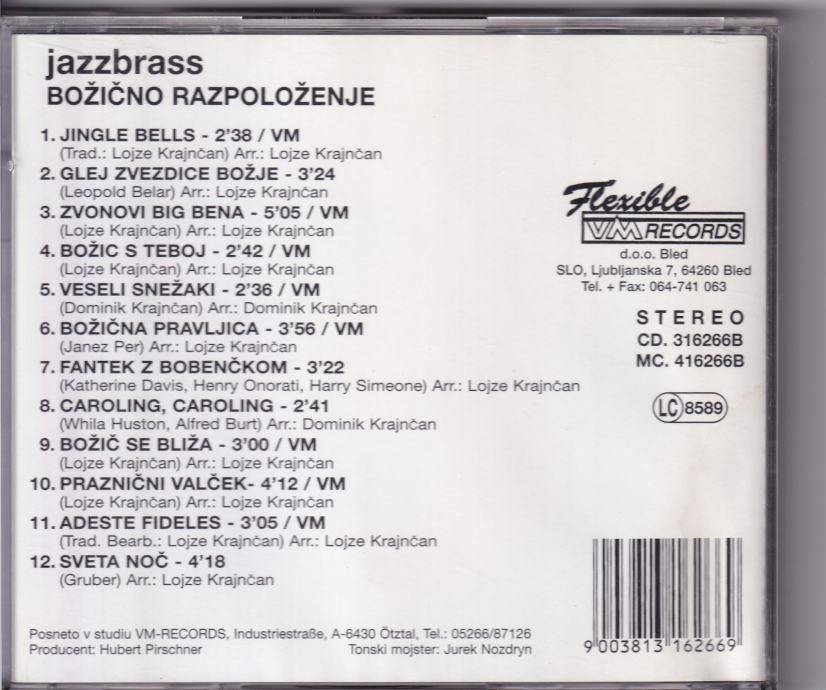 jazzbrass
BOŽIČNO RAZPOLOŽENJE
1. JINGLE BELLS - 2'38 / VM
(Trad.: Lojze Krajnčan) Arr.: Lojze Krajnčan
2. GLEJ ZVEZDICE BOŽJE - 3'24
(Leopold Belar) Arr.: Lojze Krajnčan
3. ZVONOVI BIG BENA - 5'05 / VM
(Lojze Krajnčan) Arr.: Lojze Krajnčan
4. BOŽIC S TEBOJ - 2'42 / VM
(Lojze Krajnčan) Arr.: Lojze Krajnčan
5. VESELI SNEŽAKI - 2'36 / VM
(Dominik Krajnčan) Arr.: Dominik Krajnčan
6. BOŽIČNA PRAVLJICA - 3'56 / VM
(Janez Per) Arr.: Lojze Krajnčan
7. FANTEK Z BOBENČKOM - 3'22
(Katherine Davis, Henry Onorati, Harry Simeone) Arr.: Lojze Krajnčan
8. CAROLING, CAROLING - 2'41
(Whila Huston, Alfred Burt) Arr.: Dominik Krajnčan
9. BOŽIČ SE BLIŽA - 3'00 / VM
(Lojze Krajnčan) Arr.: Lojze Krajnčan
10. PRAZNIČNI VALČEK- 4'12 / VM
(Lojze Krajnčan) Arr.: Lojze Krajnčan
11. ADESTE FIDELES - 3'05 / VM
(Trad. Bearb.: Lojze Krajnčan) Arr.: Lojze Krajnčan
12. SVETA NOČ - 4'18
(Gruber) Arr.: Lojze Krajnčan
Flexible
VM RECORDS
d.o.o. Bled
SLO, Ljubljanska 7, 64260 Bled
Tel. + Fax: 064-741 063
STEREO
CD. 316266B
MC. 416266B
LC 8589
Posneto v studiu VM-RECORDS, Industriestraße, A-6430 Ötztal, Tel.: 05266/87126
Producent: Hubert Pirschner Tonski mojster: Jurek Nozdryn
9 003813 162669